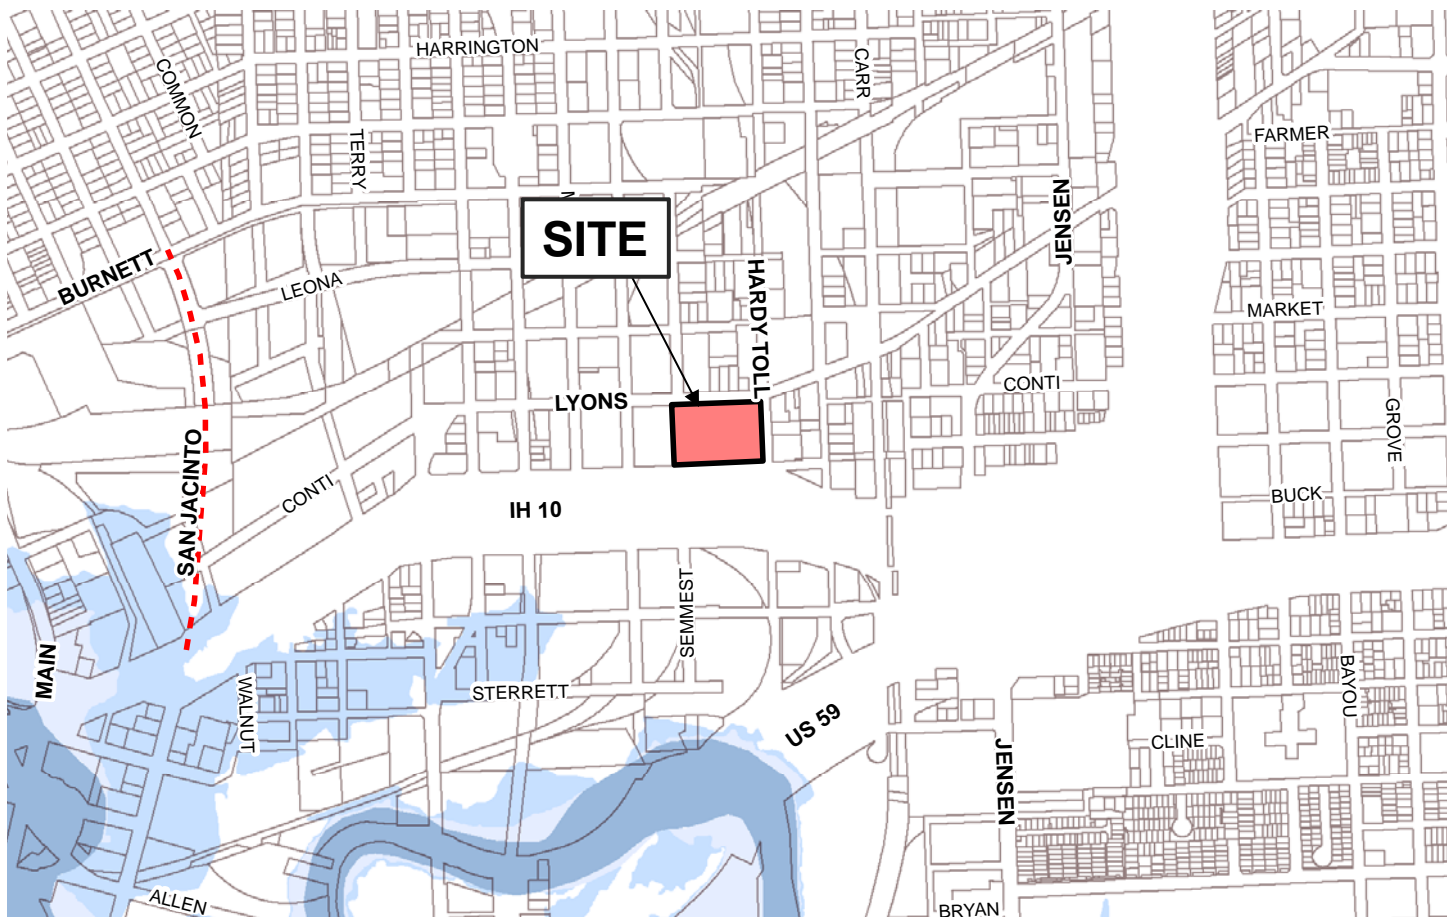 HARRINGTON
COMMON
CARR
TERRY
FARMER
JENSEN
SITE
BURNETT
LEONA
HARDY TOLL
MARKET
LYONS
CONTI
GROVE
SAN JACINTO
CONTI
IH 10
BUCK
SEMMEST
MAIN
WALNUT
STERRETT
BAYOU
US 59
CLINE
JENSEN
ALLEN
BRYAN